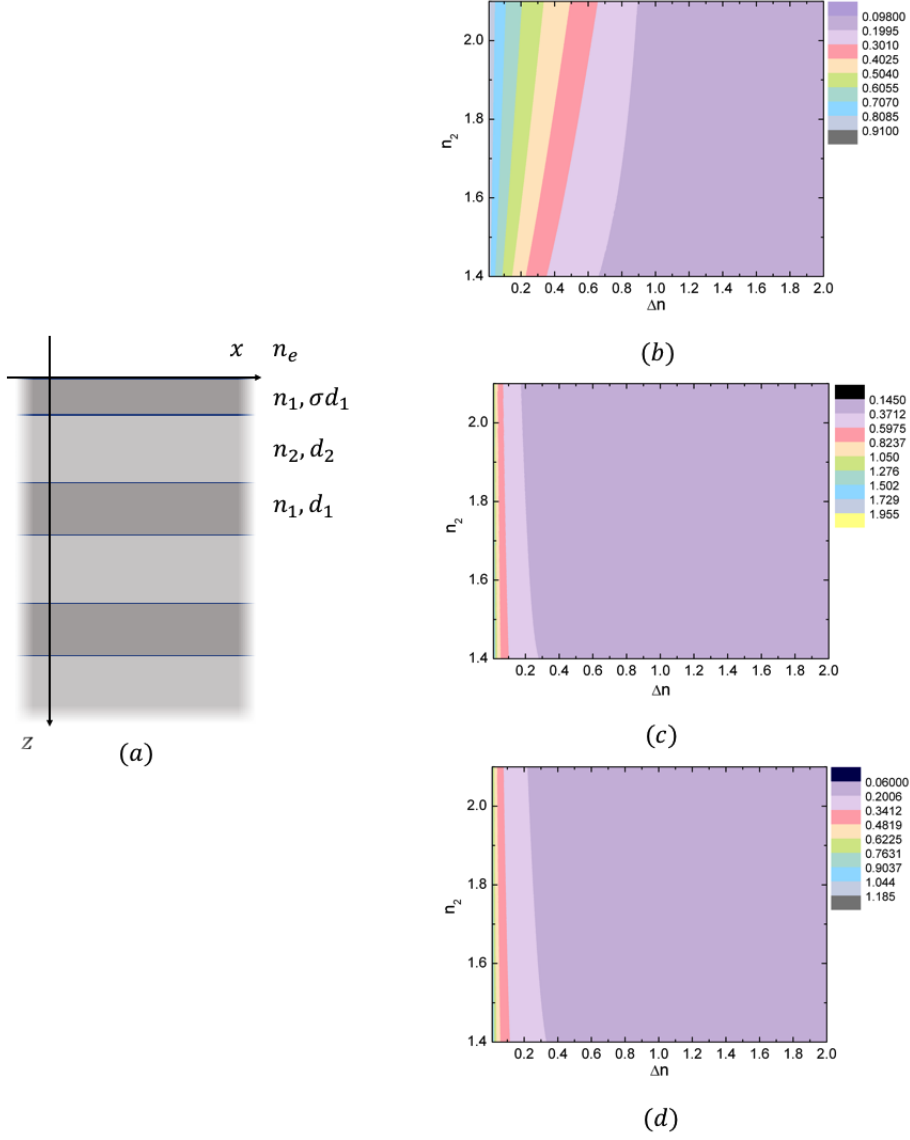 x
n_e
n_1, σd_1
n_2, d_2
n_1, d_1
z
(a)
n_2
2.0
1.8
1.6
1.4
0.2 0.4 0.6 0.8 1.0 1.2 1.4 1.6 1.8 2.0
Δn
0.09800
0.1995
0.3010
0.4025
0.5040
0.6055
0.7070
0.8085
0.9100
(b)
n_2
2.0
1.8
1.6
1.4
0.2 0.4 0.6 0.8 1.0 1.2 1.4 1.6 1.8 2.0
Δn
0.1450
0.3712
0.5975
0.8237
1.050
1.276
1.502
1.729
1.955
(c)
n_2
2.0
1.8
1.6
1.4
0.2 0.4 0.6 0.8 1.0 1.2 1.4 1.6 1.8 2.0
Δn
0.06000
0.2006
0.3412
0.4819
0.6225
0.7631
0.9037
1.044
1.185
(d)